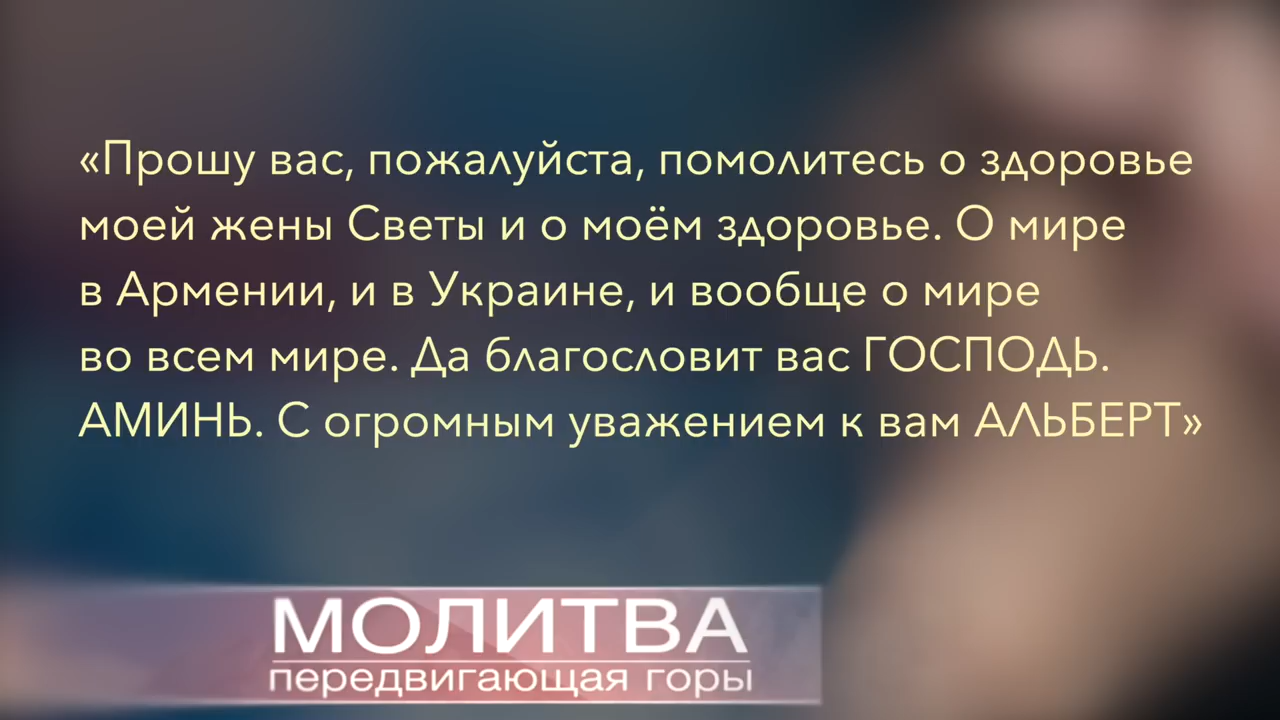 «Прошу вас, пожалуйста, помолитесь о здоровье
моей жены Светы и о моём здоровье. О мире
в Армении, и в Украине, и вообще о мире
во всем мире. Да благословит вас ГОСПОДЬ.
АМИНЬ. С огромным уважением к вам АЛЬБЕРТ»
МОЛИТВА
передвигающая горы